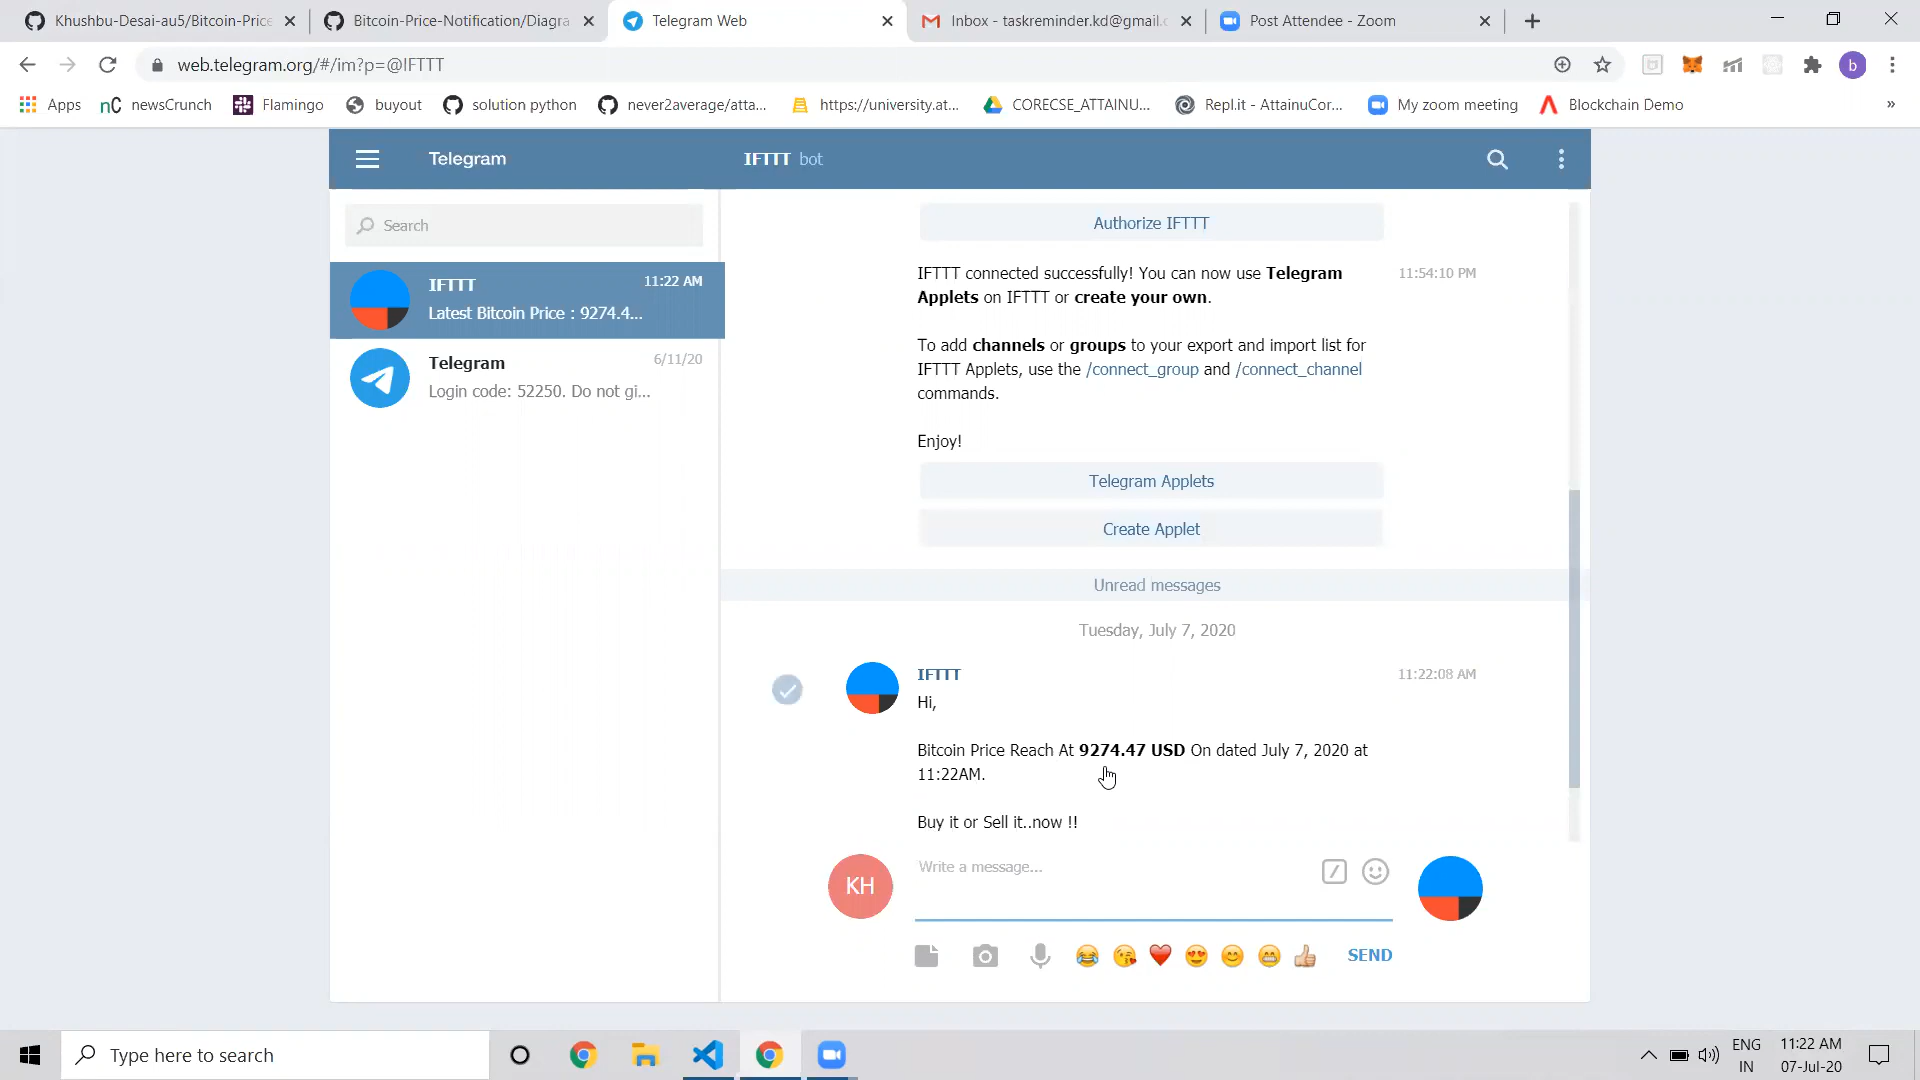 Khushbu-Desai-au5/Bitcoin-Price
Bitcoin-Price-Notification/Diagra
Telegram Web
Inbox - taskreminder.kd@gmail.c
Post Attendee - Zoom
web.telegram.org/#/im?p=@IFTTT
b
Apps
nC newsCrunch
Flamingo
buyout
solution python
never2average/atta...
https://university.at...
CORECSE_ATTAINU...
Repl.it - AttainuCor...
My zoom meeting
Blockchain Demo
»
Telegram
IFTTT bot
Search
IFTTT 11:22 AM
Latest Bitcoin Price : 9274.4...
Telegram 6/11/20
Login code: 52250. Do not gi...
Authorize IFTTT
IFTTT connected successfully! You can now use Telegram 11:54:10 PM
Applets on IFTTT or create your own.
To add channels or groups to your export and import list for
IFTTT Applets, use the /connect_group and /connect_channel
commands.
Enjoy!
Telegram Applets
Create Applet
Unread messages
Tuesday, July 7, 2020
IFTTT 11:22:08 AM
Hi,
Bitcoin Price Reach At 9274.47 USD On dated July 7, 2020 at
11:22AM.
Buy it or Sell it..now !!
KH
Write a message...
SEND
Type here to search
ENG
IN
11:22 AM
07-Jul-20